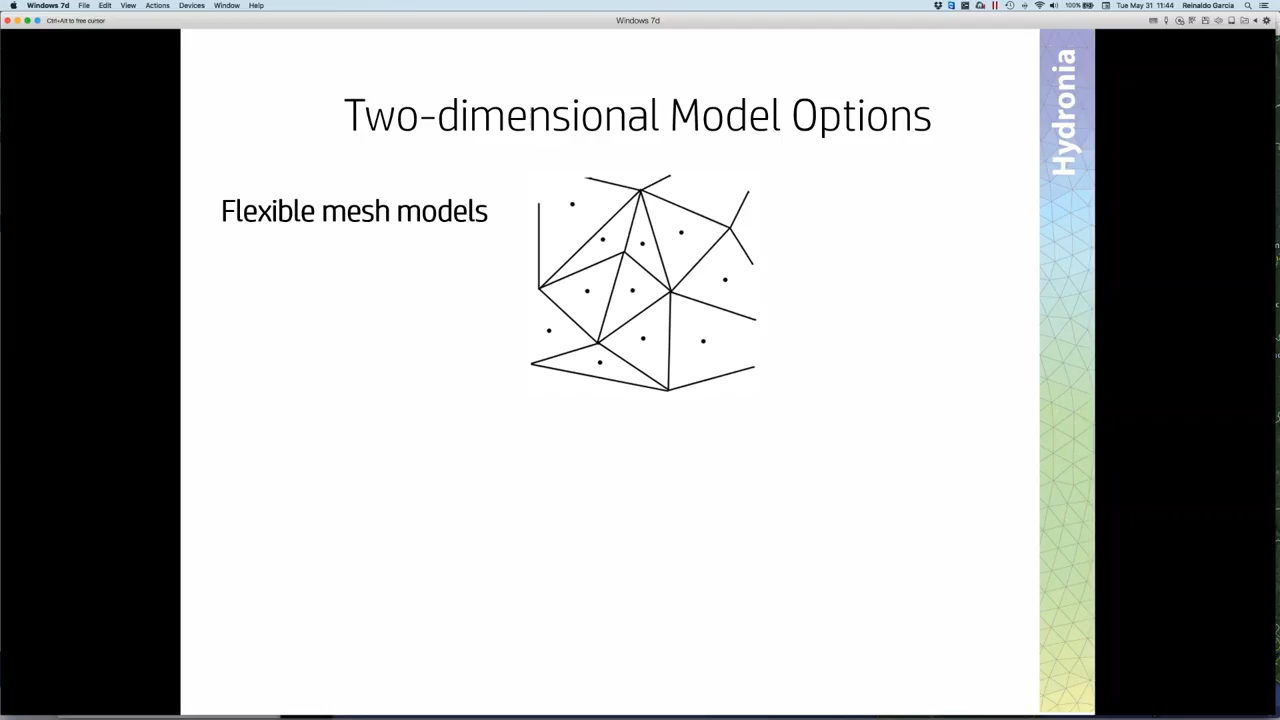 Windows 7d File Edit View Actions Devices Window Help
100% Tue May 31 11:44 Reinaldo Garcia
Ctrl+Alt to free cursor
Windows 7d
Hydronia
Two-dimensional Model Options
Flexible mesh models